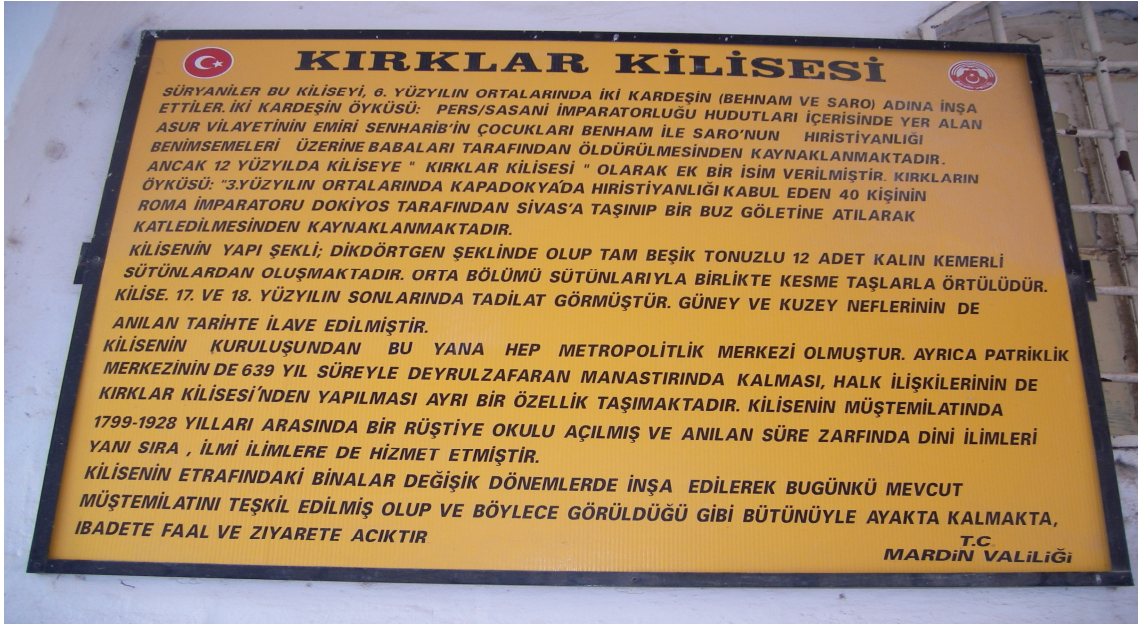 KIRKLAR KİLİSESİ
SÜRYANİLER BU KİLİSEYİ, 6. YÜZYILIN ORTALARINDA İKİ KARDEŞİN (BEHNAM VE SARO) ADINA İNŞA
ETTİLER. İKİ KARDEŞİN ÖYKÜSÜ: PERS/SASANİ İMPARATORLUĞU HUDUTLARI İÇERİSİNDE YER ALAN
ASUR VİLAYETİNİN EMİRİ SENHARİB'İN ÇOCUKLARI BENHAM İLE SARO'NUN HIRİSTİYANLIĞI
BENİMSEMELERİ ÜZERİNE BABALARI TARAFINDAN ÖLDÜRÜLMESİNDEN KAYNAKLANMAKTADIR.
ANCAK 12 YÜZYILDA KİLİSEYE " KIRKLAR KİLİSESİ " OLARAK EK BİR İSİM VERİLMİŞTİR. KIRKLARIN
ÖYKÜSÜ: "3.YÜZYILIN ORTALARINDA KAPADOKYA'DA HIRİSTİYANLIĞI KABUL EDEN 40 KİŞİNİN
ROMA İMPARATORU DOKİYOS TARAFINDAN SİVAS'A TAŞINIP BİR BUZ GÖLETİNE ATILARAK
KATLEDİLMESİNDEN KAYNAKLANMAKTADIR.
KİLİSENİN YAPI ŞEKLİ; DİKDÖRTGEN ŞEKLİNDE OLUP TAM BEŞİK TONUZLU 12 ADET KALIN KEMERLİ
SÜTÜNLARDAN OLUŞMAKTADIR. ORTA BÖLÜMÜ SÜTÜNLARIYLA BİRLİKTE KESME TAŞLARLA ÖRTÜLÜDÜR.
KİLİSE. 17. VE 18. YÜZYILIN SONLARINDA TADİLAT GÖRMÜŞTÜR. GÜNEY VE KUZEY NEFLERİNİN DE
ANILAN TARİHTE İLAVE EDİLMİŞTİR.
KİLİSENİN KURULUŞUNDAN BU YANA HEP METROPOLİTLİK MERKEZİ OLMUŞTUR. AYRICA PATRİKLİK
MERKEZİNİN DE 639 YIL SÜREYLE DEYRULZAFARAN MANASTIRINDA KALMASI, HALK İLİŞKİLERİNİN DE
KIRKLAR KİLİSESİ'NDEN YAPILMASI AYRI BİR ÖZELLİK TAŞIMAKTADIR. KİLİSENİN MÜŞTEMİLATINDA
1799-1928 YILLARI ARASINDA BİR RÜŞTİYE OKULU AÇILMIŞ VE ANILAN SÜRE ZARFINDA DİNİ İLİMLERİ
YANI SIRA , İLMİ İLİMLERE DE HİZMET ETMİŞTİR.
KİLİSENİN ETRAFINDAKİ BİNALAR DEĞİŞİK DÖNEMLERDE İNŞA EDİLEREK BUGÜNKÜ MEVCUT
MÜŞTEMİLATINI TEŞKİL EDİLMİŞ OLUP VE BÖYLECE GÖRÜLDÜĞÜ GİBİ BÜTÜNÜYLE AYAKTA KALMAKTA,
IBADETE FAAL VE ZIYARETE ACIKTIR
T.C.
MARDİN VALİLİĞİ